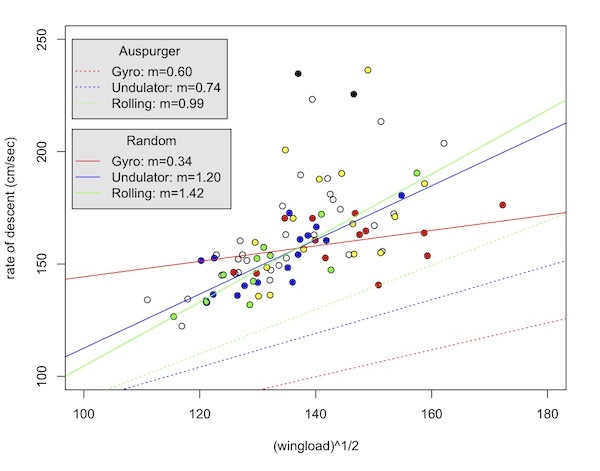 Auspurger
Gyro: m=0.60
Undulator: m=0.74
Rolling: m=0.99
Random
Gyro: m=0.34
Undulator: m=1.20
Rolling: m=1.42
rate of descent (cm/sec)
250
200
150
100
100 120 140 160 180
(wingload)^1/2